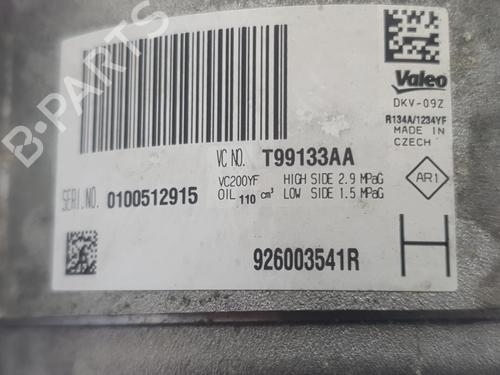 Valeo
DKV-09Z
R134A/1234YF
MADE IN
CZECH
VC NO. T99133AA
VC200YF HIGH SIDE 2.9 MPaG
OIL 110 cm³ LOW SIDE 1.5 MPaG
AR1
SERI.NO. 0100512915
926003541R
H
B